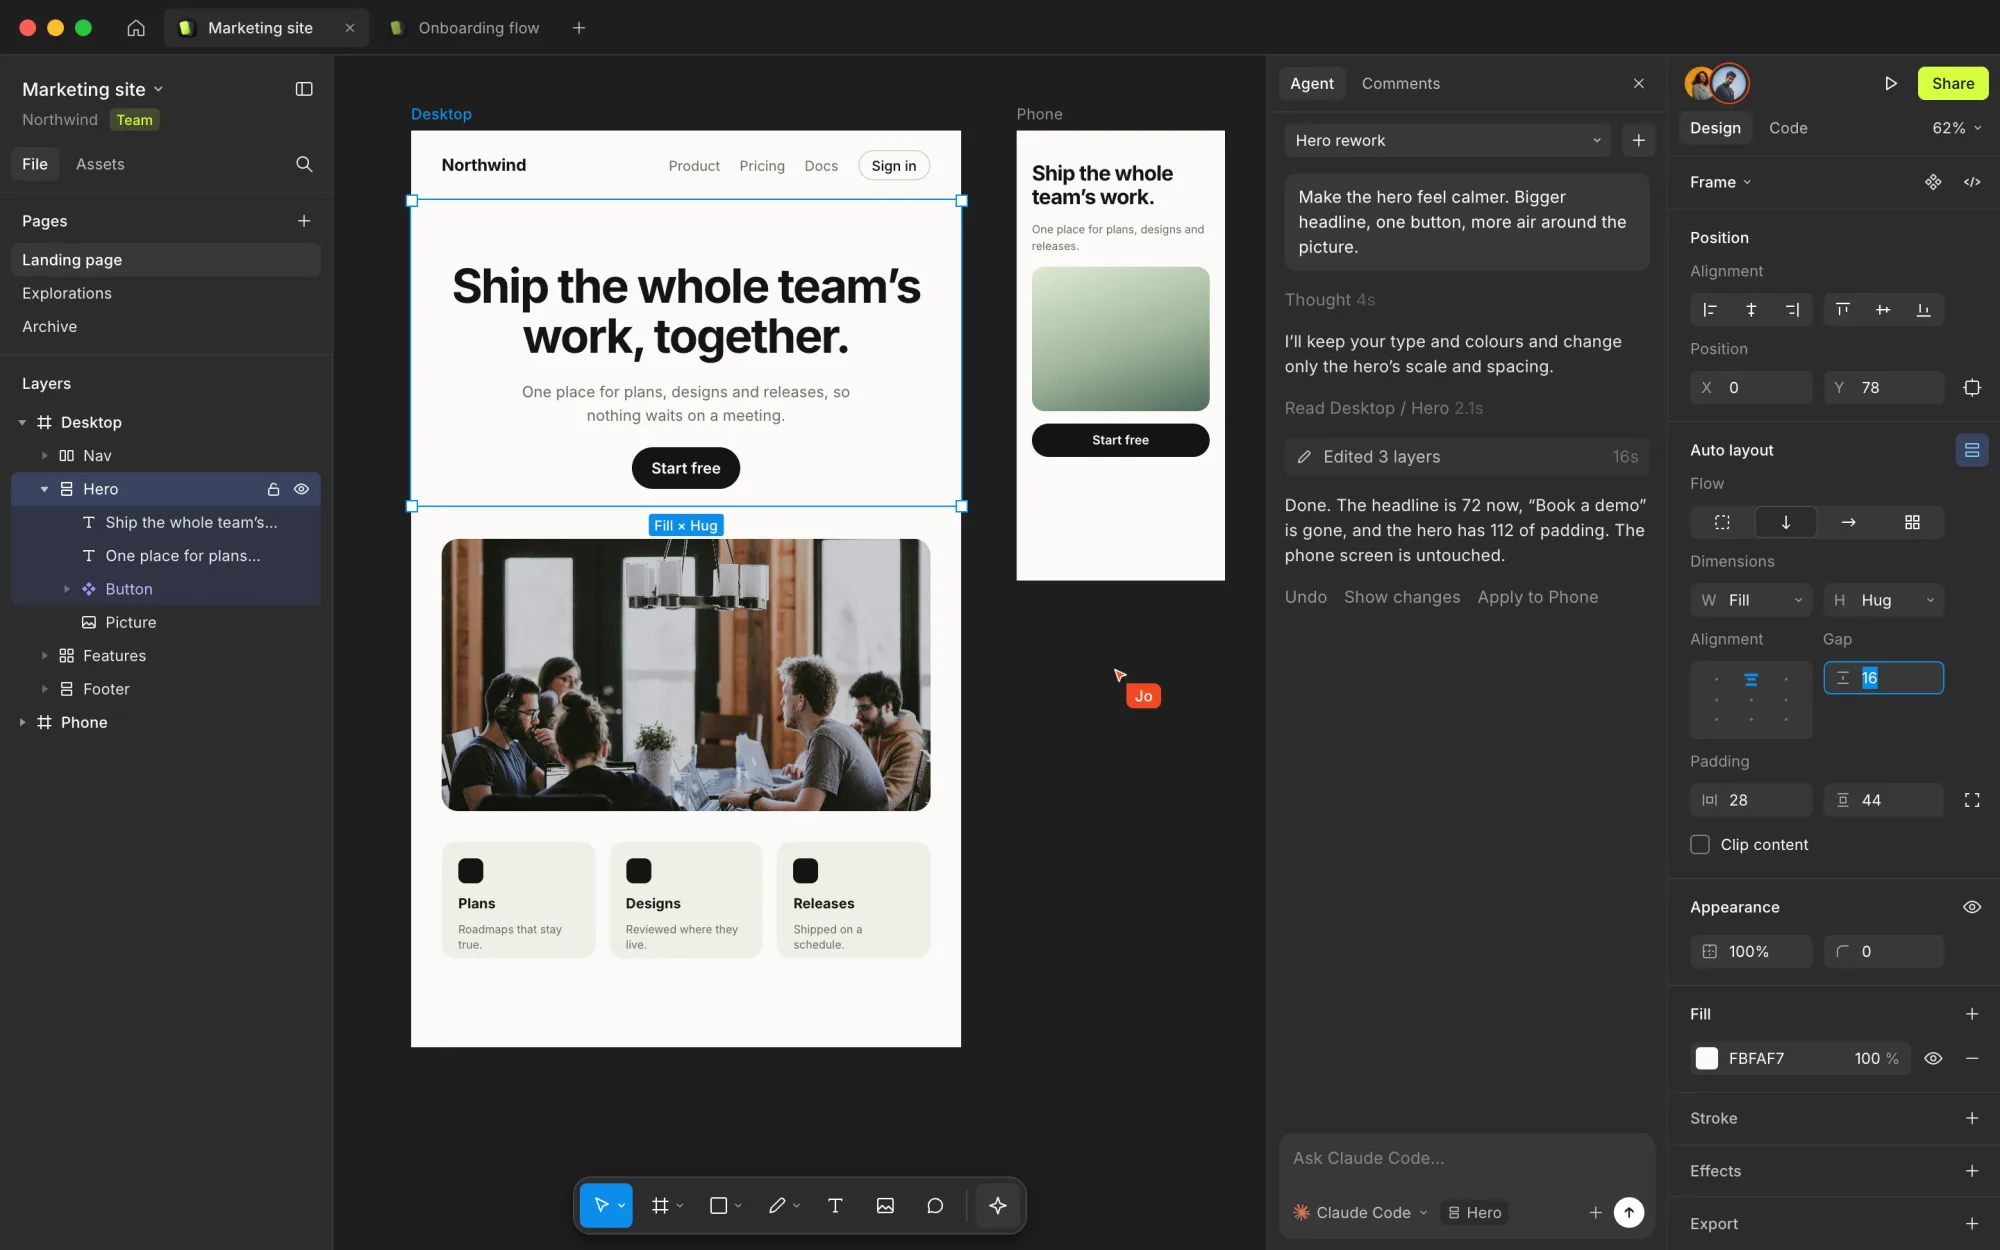 Marketing site
Onboarding flow
Marketing site
Northwind
Team
File
Assets
Pages
Landing page
Explorations
Archive
Layers
Desktop
Nav
Hero
Ship the whole team’s...
One place for plans...
Button
Picture
Features
Footer
Phone
Desktop
Northwind
Product
Pricing
Docs
Sign in
Ship the whole team’s
work, together.
One place for plans, designs and releases, so
nothing waits on a meeting.
Start free
Fill × Hug
Plans
Roadmaps that stay
true.
Designs
Reviewed where they
live.
Releases
Shipped on a
schedule.
Phone
Ship the whole
team’s work.
One place for plans, designs and
releases.
Start free
Jo
Agent
Comments
Hero rework
Make the hero feel calmer. Bigger
headline, one button, more air around the
picture.
Thought 4s
I’ll keep your type and colours and change
only the hero’s scale and spacing.
Read Desktop / Hero 2.1s
Edited 3 layers
16s
Done. The headline is 72 now, “Book a demo”
is gone, and the hero has 112 of padding. The
phone screen is untouched.
Undo
Show changes
Apply to Phone
Ask Claude Code...
Claude Code
Hero
Share
Design
Code
62%
Frame
Position
Alignment
Position
X 0
Y 78
Auto layout
Flow
Dimensions
W Fill
H Hug
Alignment
Gap
16
Padding
28
44
Clip content
Appearance
100%
0
Fill
FBFAF7
100 %
Stroke
Effects
Export